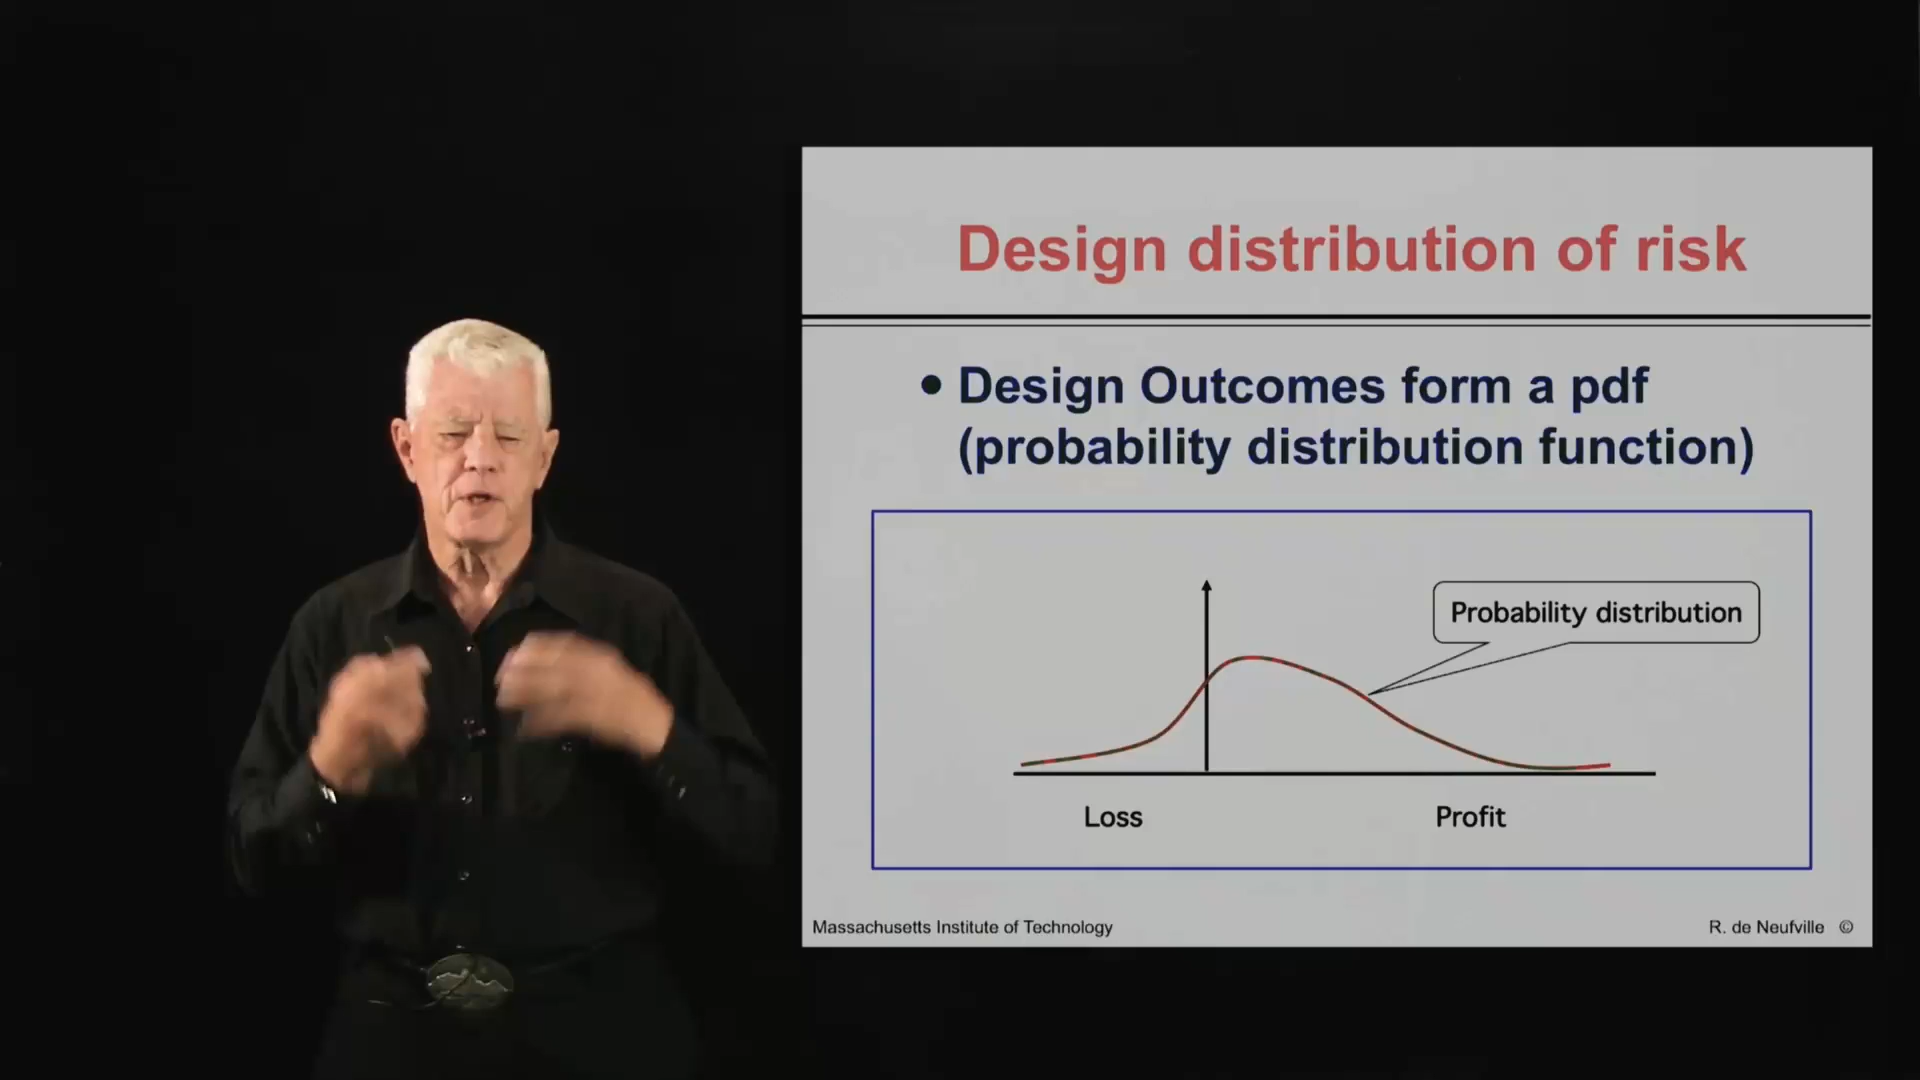 Design distribution of risk
• Design Outcomes form a pdf
(probability distribution function)
Probability distribution
Loss
Profit
Massachusetts Institute of Technology
R. de Neufville ©